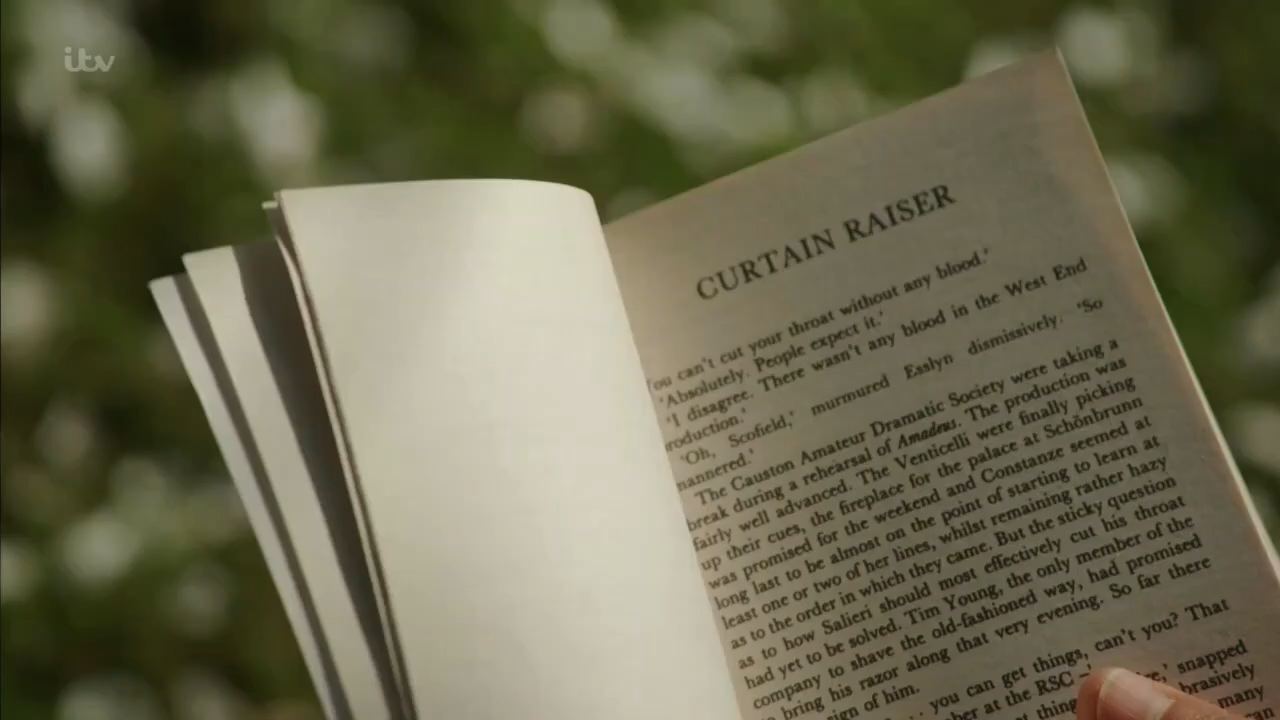 itv
CURTAIN RAISER
ou can't cut your throat without any blood.'
'Absolutely. People expect it.'
'I disagree. There wasn't any blood in the West End
roduction.'
'Oh, Scofield,' murmured Esslyn dismissively. 'So
mannered.'
The Causton Amateur Dramatic Society were taking a
break during a rehearsal of Amadeus. The production was
fairly well advanced. The Venticelli were finally picking
up their cues, the fireplace for the palace at Schönbrunn
was promised for the weekend and Constanze seemed at
long last to be almost on the point of starting to learn at
least one or two of her lines, whilst remaining rather hazy
as to the order in which they came. But the sticky question
as to how Salieri should most effectively cut his throat
had yet to be solved. Tim Young, the only member of the
company to shave the old-fashioned way, had promised
to bring his razor along that very evening. So far there
sign of him.
. . . you can get things, can't you? That
ber at the RSC – snapped
t thing brasively
many